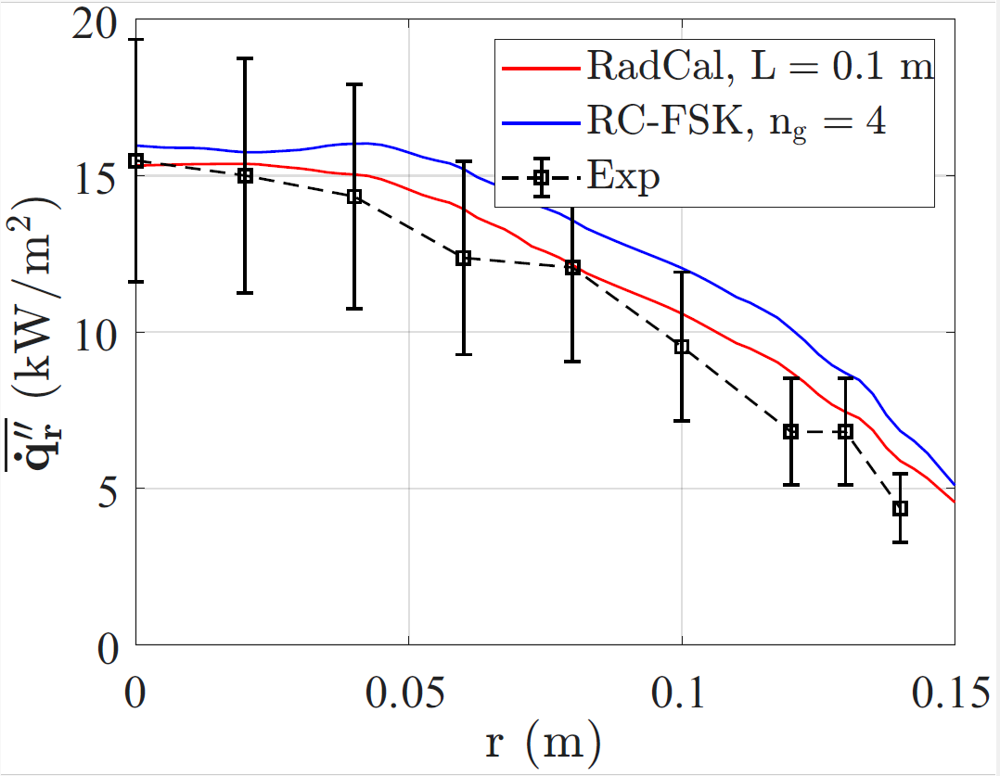 20
15
10
5
0
0
0.05
0.1
0.15
r (m)
q̇″r (kW/m²)
RadCal, L = 0.1 m
RC-FSK, ng = 4
Exp